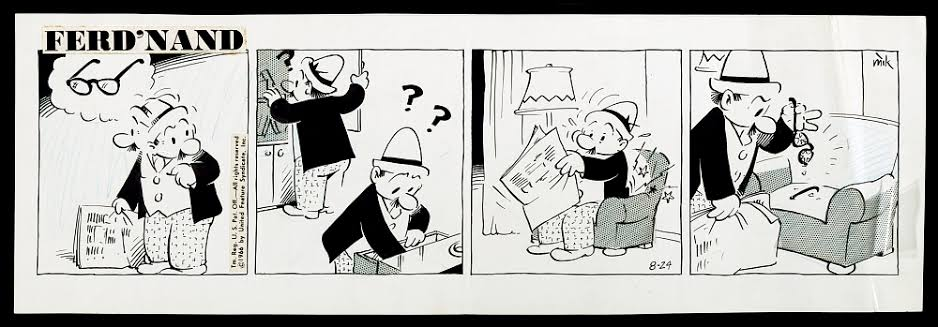 FERD'NAND
Tm. Reg. U. S. Pat. Off.—All rights reserved
©1966 by United Feature Syndicate, Inc.
?
?
?
?
8-24
mik